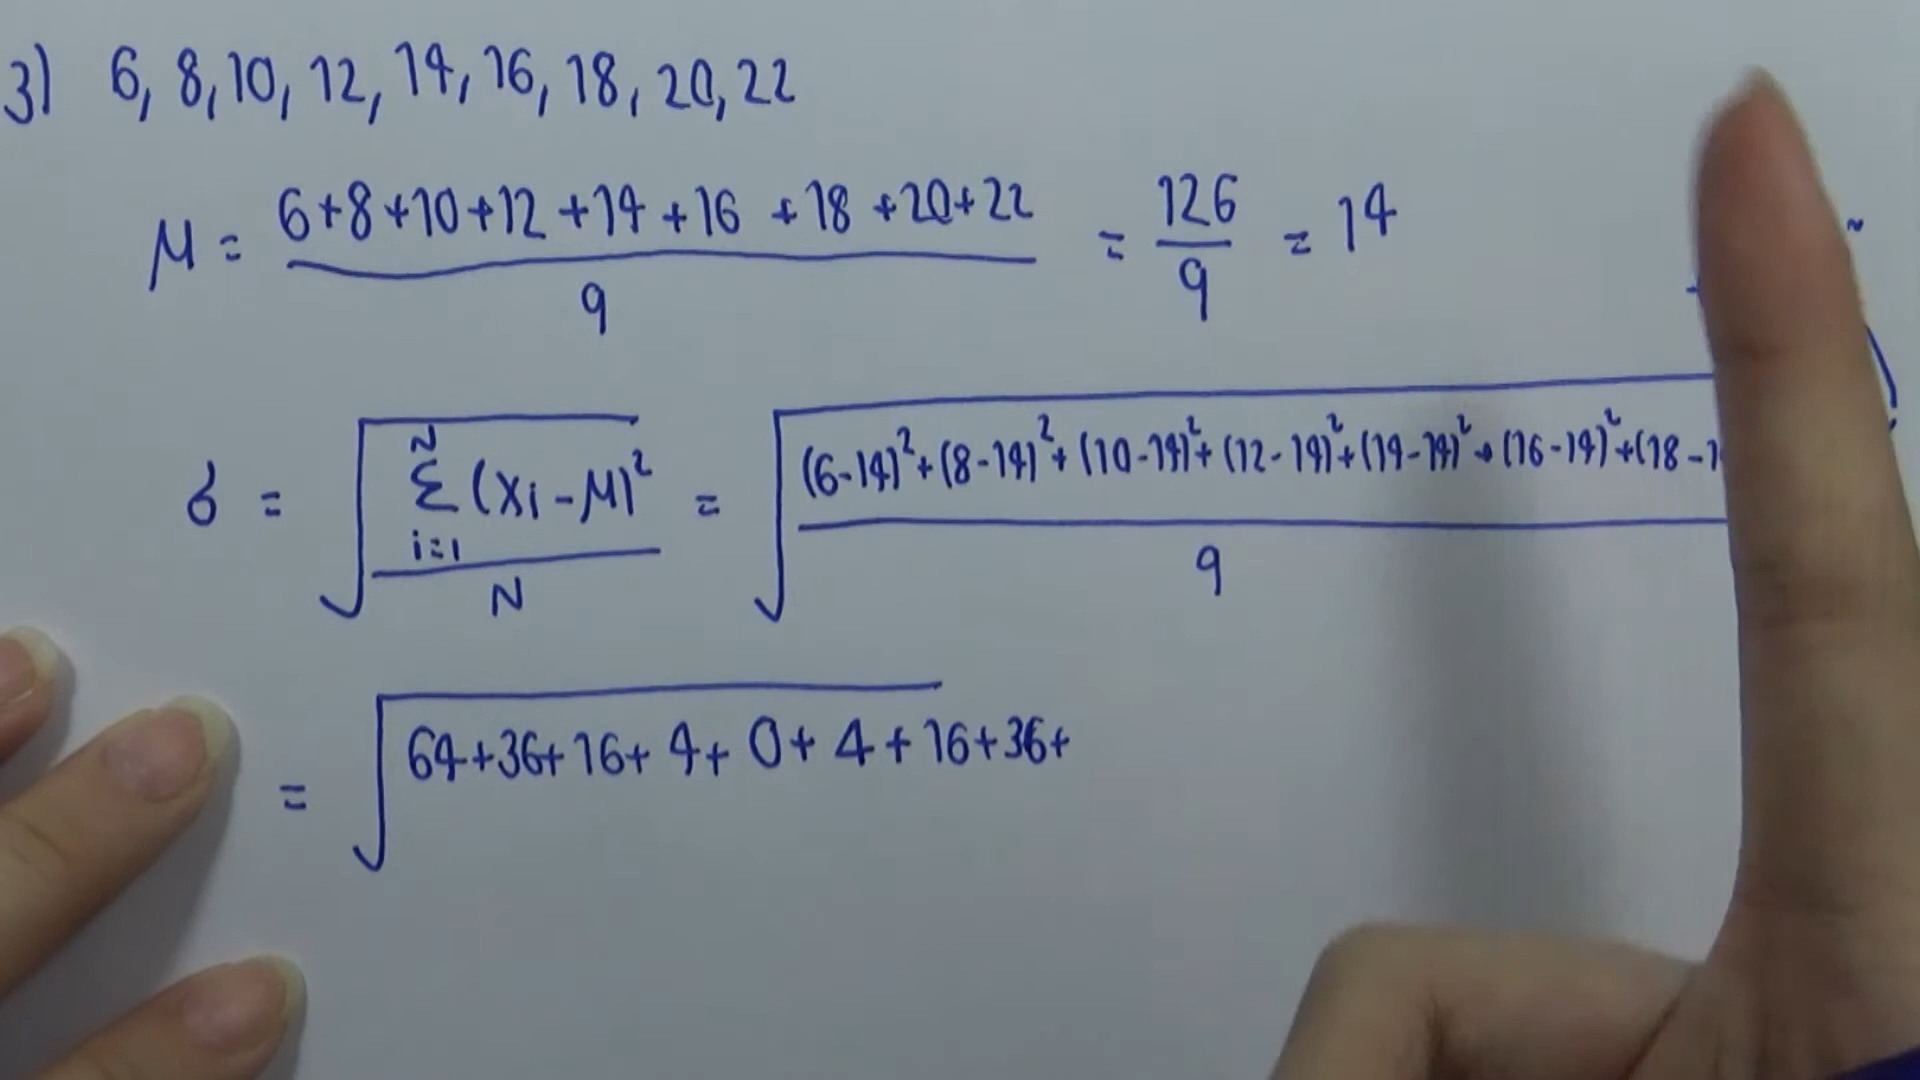 3) 6, 8, 10, 12, 14, 16, 18, 20, 22
μ = 6+8+10+12+14+16+18+20+22 / 9 = 126 / 9 = 14
σ = √ N Σ i=1 (xi-μ)² / N = √ (6-14)²+(8-14)²+(10-14)²+(12-14)²+(14-14)²+(16-14)²+(18-1 / 9
= √ 64+36+16+4+0+4+16+36+